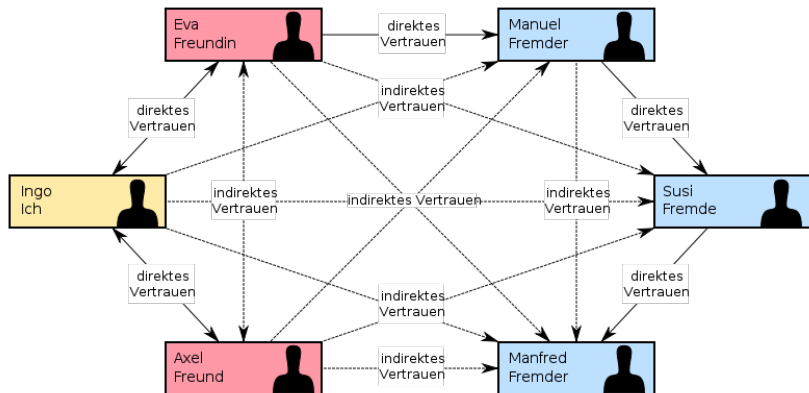 Eva
Freundin
direktes
Vertrauen
Manuel
Fremder
indirektes
Vertrauen
direktes
Vertrauen
direktes
Vertrauen
Ingo
Ich
indirektes
Vertrauen
indirektes Vertrauen
indirektes
Vertrauen
Susi
Fremde
direktes
Vertrauen
indirektes
Vertrauen
direktes
Vertrauen
Axel
Freund
indirektes
Vertrauen
Manfred
Fremder